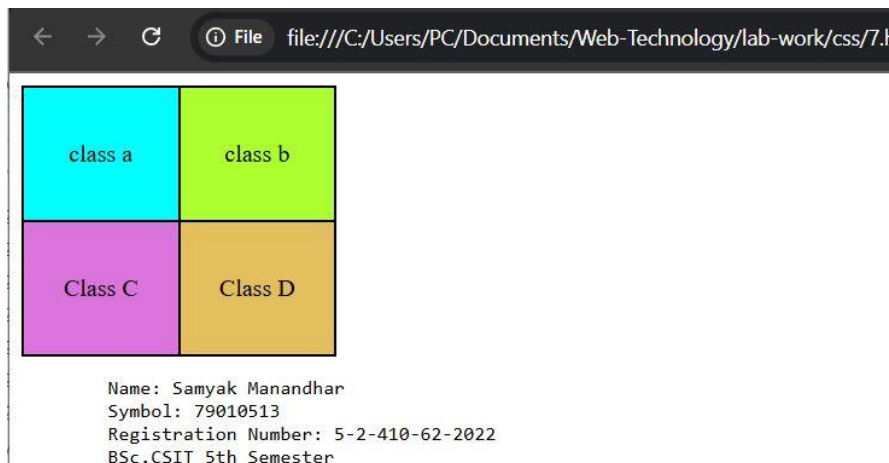 File file:///C:/Users/PC/Documents/Web-Technology/lab-work/css/7.h
class a class b
Class C Class D
Name: Samyak Manandhar
Symbol: 79010513
Registration Number: 5-2-410-62-2022
BSc.CSIT 5th Semester